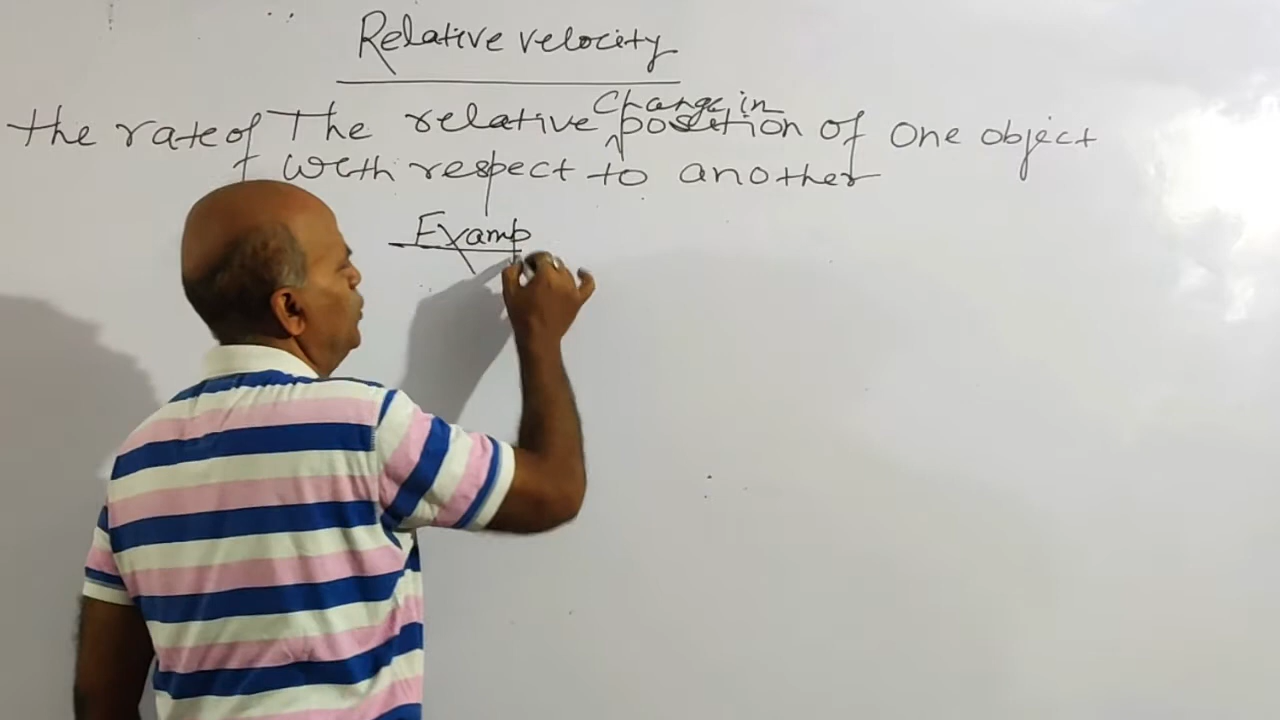 Relative velocity
the rate of The relative change in position of one object
with respect to another
Examp